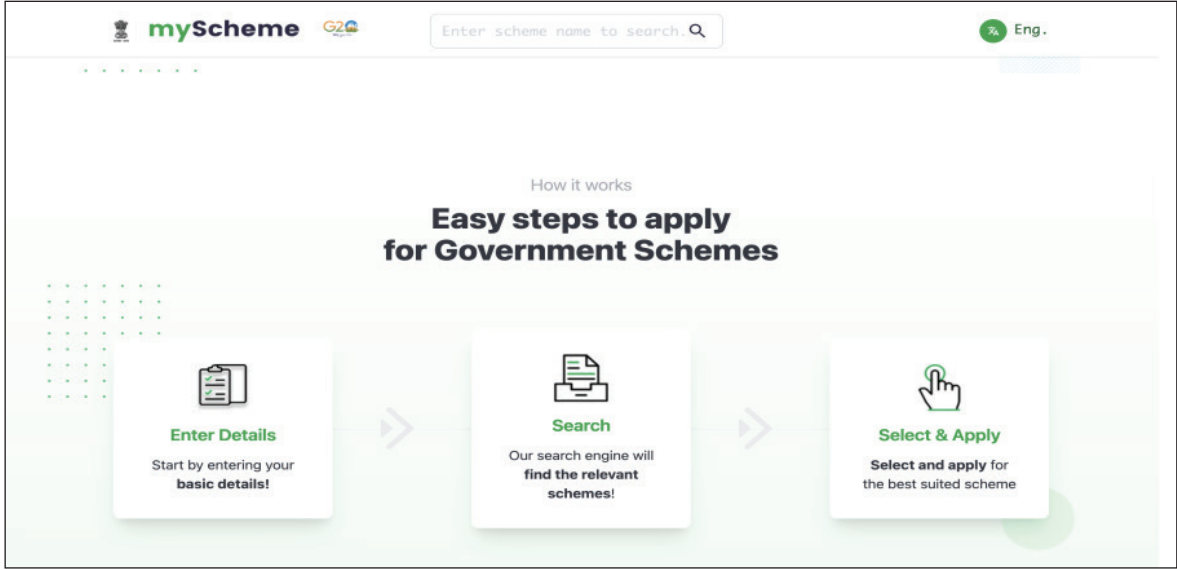 myScheme
G20
Enter scheme name to search.
Eng.
How it works
Easy steps to apply
for Government Schemes
Enter Details
Start by entering your
basic details!
Search
Our search engine will
find the relevant
schemes!
Select & Apply
Select and apply for
the best suited scheme